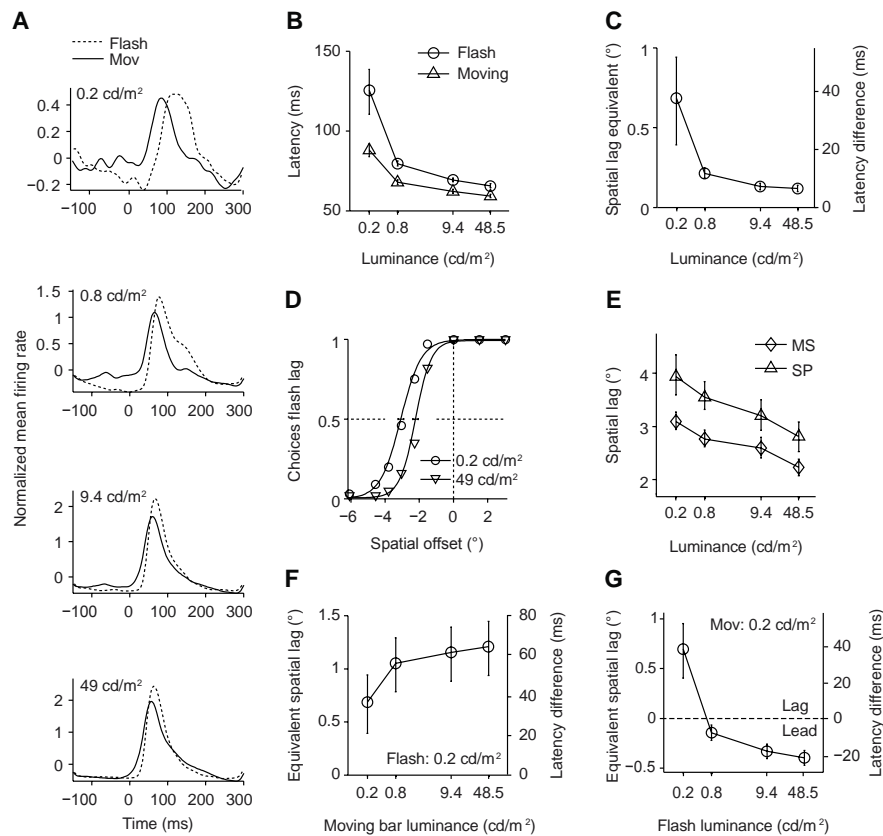 A
Flash
Mov
0.2 cd/m²
0.4
0.2
0
−0.2
−100 0 100 200 300
0.8 cd/m²
1.5
1
0.5
0
−100 0 100 200 300
9.4 cd/m²
2
1
0
−100 0 100 200 300
49 cd/m²
2
1
0
−100 0 100 200 300
Normalized mean firing rate
Time (ms)
B
Flash
Moving
150
100
50
Latency (ms)
0.2 0.8 9.4 48.5
Luminance (cd/m²)
C
1
0.5
0
Spatial lag equivalent (°)
40
20
0
Latency difference (ms)
0.2 0.8 9.4 48.5
Luminance (cd/m²)
D
1
0.5
0
Choices flash lag
0.2 cd/m²
49 cd/m²
−6 −4 −2 0 2
Spatial offset (°)
E
MS
SP
4
3
2
Spatial lag (°)
0.2 0.8 9.4 48.5
Luminance (cd/m²)
F
1.5
1
0.5
0
Equivalent spatial lag (°)
80
60
40
20
0
Latency difference (ms)
Flash: 0.2 cd/m²
0.2 0.8 9.4 48.5
Moving bar luminance (cd/m²)
G
1
0.5
0
−0.5
Equivalent spatial lag (°)
Mov: 0.2 cd/m²
Lag
Lead
40
20
0
−20
Latency difference (ms)
0.2 0.8 9.4 48.5
Flash luminance (cd/m²)